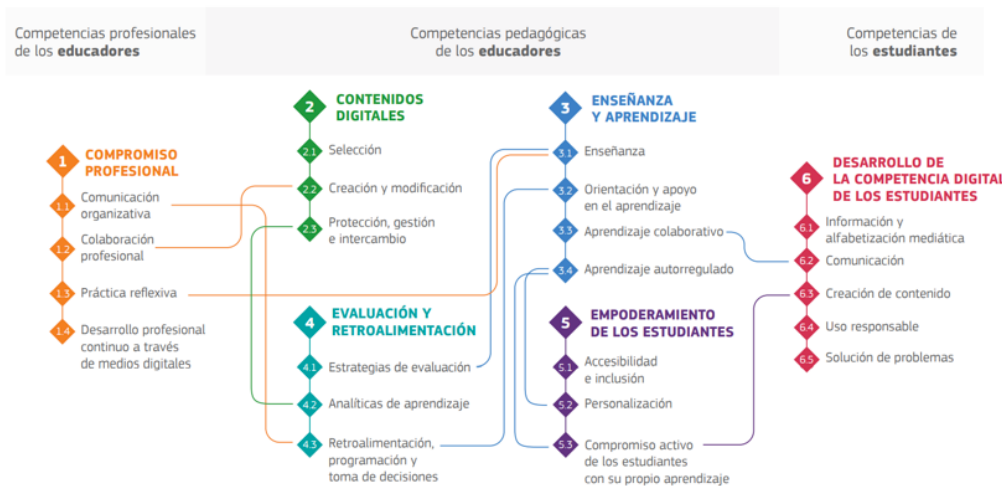 Competencias profesionales
de los educadores
Competencias pedagógicas
de los educadores
Competencias de
los estudiantes
1
COMPROMISO
PROFESIONAL
1.1
Comunicación
organizativa
1.2
Colaboración
profesional
1.3
Práctica reflexiva
1.4
Desarrollo profesional
continuo a través
de medios digitales
2
CONTENIDOS
DIGITALES
2.1
Selección
2.2
Creación y modificación
2.3
Protección, gestión
e intercambio
3
ENSEÑANZA
Y APRENDIZAJE
3.1
Enseñanza
3.2
Orientación y apoyo
en el aprendizaje
3.3
Aprendizaje colaborativo
3.4
Aprendizaje autorregulado
4
EVALUACIÓN Y
RETROALIMENTACIÓN
4.1
Estrategias de evaluación
4.2
Analíticas de aprendizaje
4.3
Retroalimentación,
programación y
toma de decisiones
5
EMPODERAMIENTO
DE LOS ESTUDIANTES
5.1
Accesibilidad
e inclusión
5.2
Personalización
5.3
Compromiso activo
de los estudiantes
con su propio aprendizaje
6
DESARROLLO DE
LA COMPETENCIA DIGITAL
DE LOS ESTUDIANTES
6.1
Información y
alfabetización mediática
6.2
Comunicación
6.3
Creación de contenido
6.4
Uso responsable
6.5
Solución de problemas